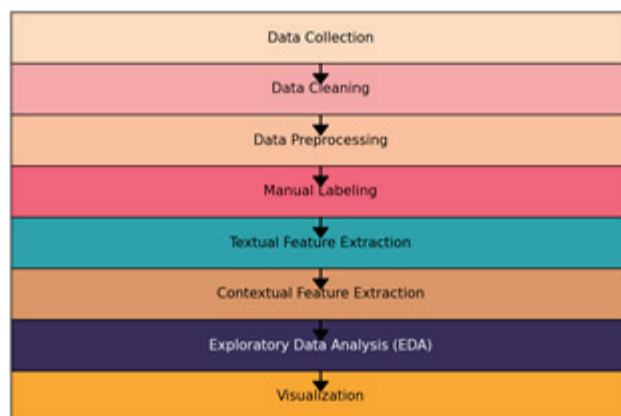 Data Collection
Data Cleaning
Data Preprocessing
Manual Labeling
Textual Feature Extraction
Contextual Feature Extraction
Exploratory Data Analysis (EDA)
Visualization